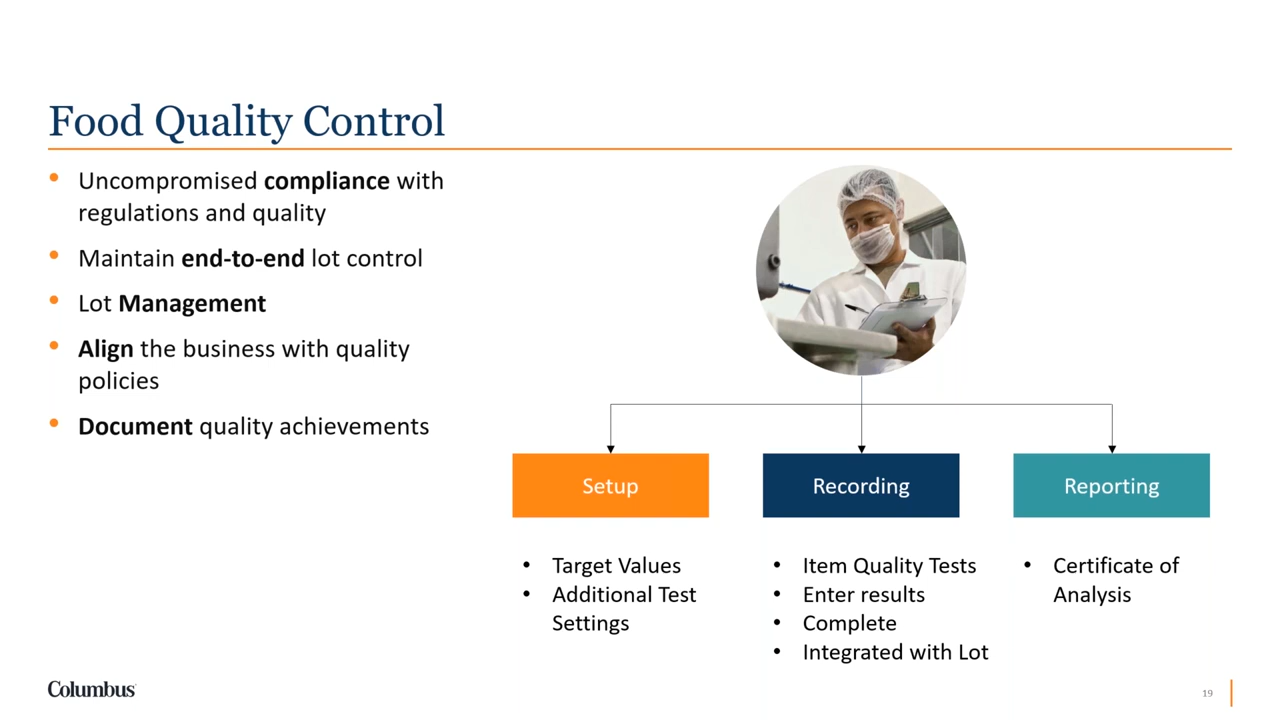 Food Quality Control
• Uncompromised compliance with
regulations and quality
• Maintain end-to-end lot control
• Lot Management
• Align the business with quality
policies
• Document quality achievements
Setup
• Target Values
• Additional Test
Settings
Recording
• Item Quality Tests
• Enter results
• Complete
• Integrated with Lot
Reporting
• Certificate of
Analysis
Columbus
19